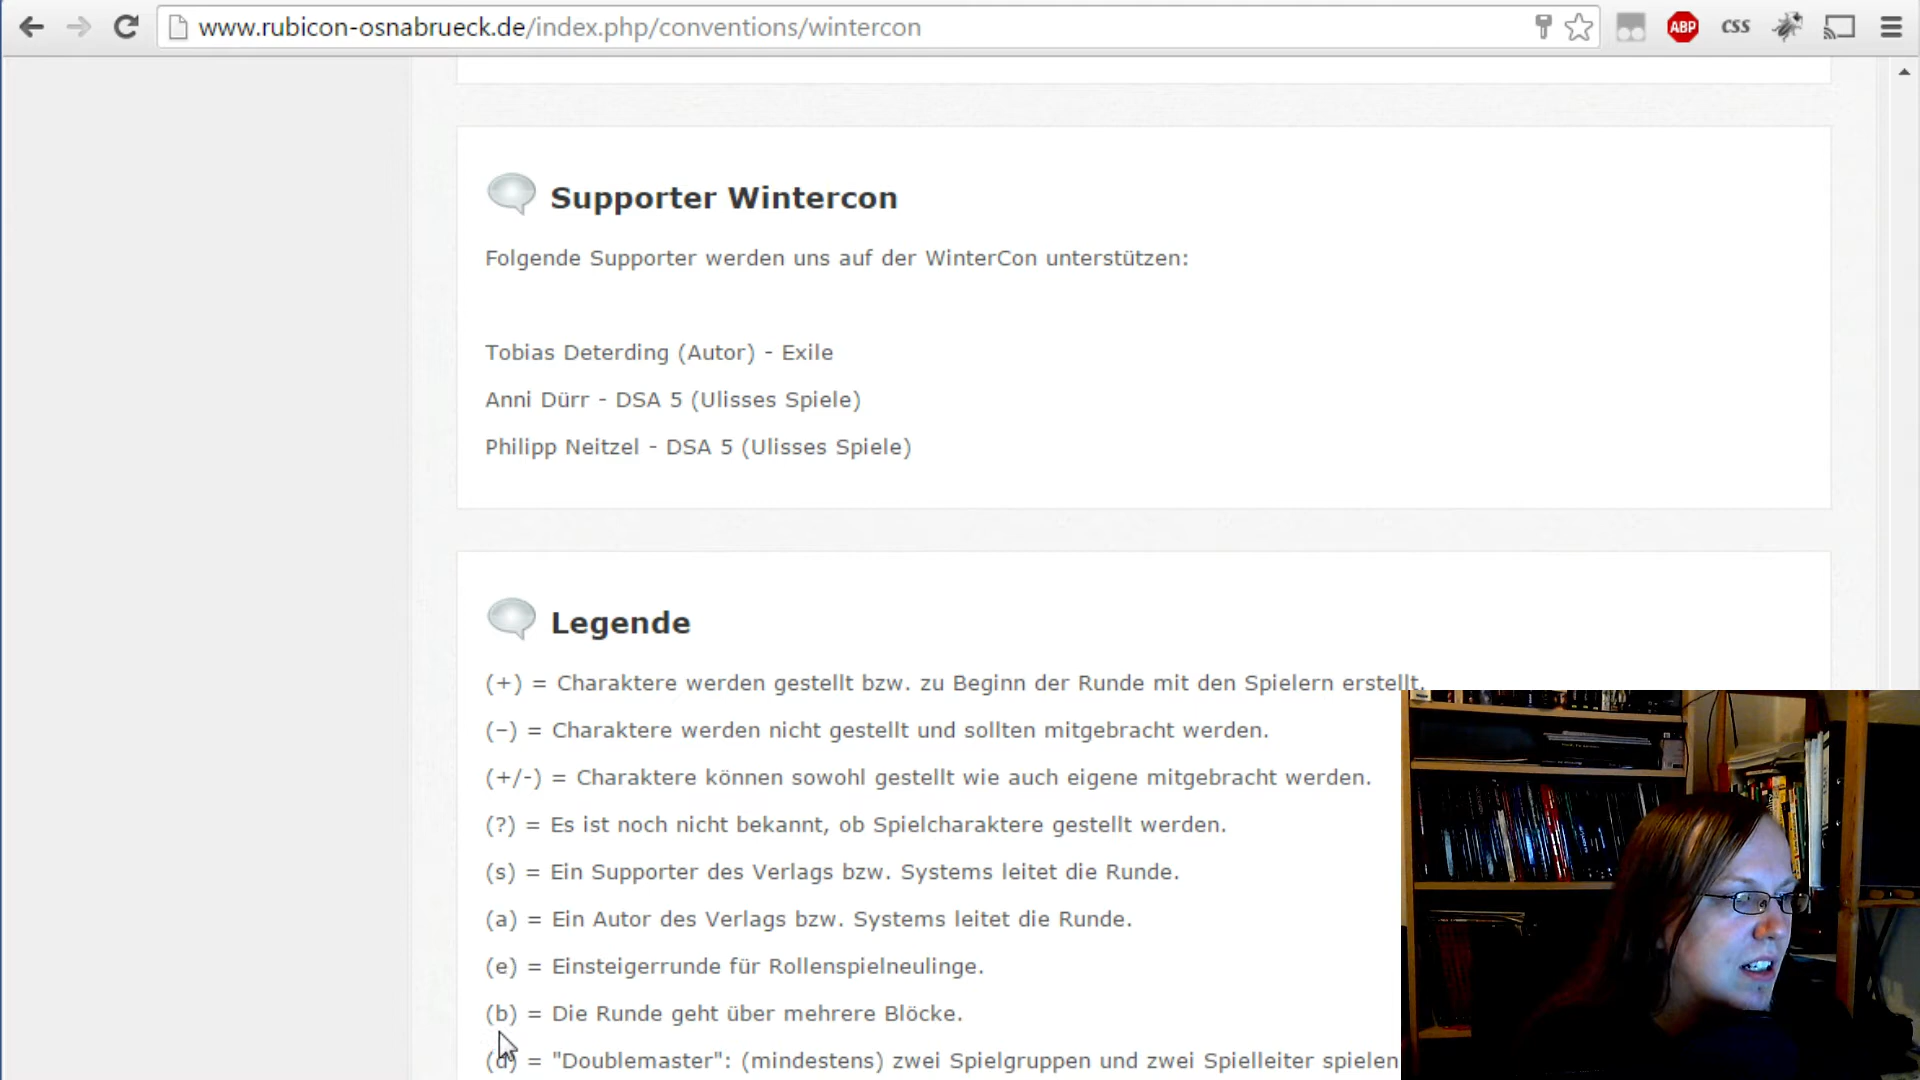 www.rubicon-osnabrueck.de/index.php/conventions/wintercon
ABP
CSS
Supporter Wintercon
Folgende Supporter werden uns auf der WinterCon unterstützen:
Tobias Deterding (Autor) - Exile
Anni Dürr - DSA 5 (Ulisses Spiele)
Philipp Neitzel - DSA 5 (Ulisses Spiele)
Legende
(+) = Charaktere werden gestellt bzw. zu Beginn der Runde mit den Spielern erstellt.
(−) = Charaktere werden nicht gestellt und sollten mitgebracht werden.
(+/-) = Charaktere können sowohl gestellt wie auch eigene mitgebracht werden.
(?) = Es ist noch nicht bekannt, ob Spielcharaktere gestellt werden.
(s) = Ein Supporter des Verlags bzw. Systems leitet die Runde.
(a) = Ein Autor des Verlags bzw. Systems leitet die Runde.
(e) = Einsteigerrunde für Rollenspielneulinge.
(b) = Die Runde geht über mehrere Blöcke.
(d) = "Doublemaster": (mindestens) zwei Spielgruppen und zwei Spielleiter spielen